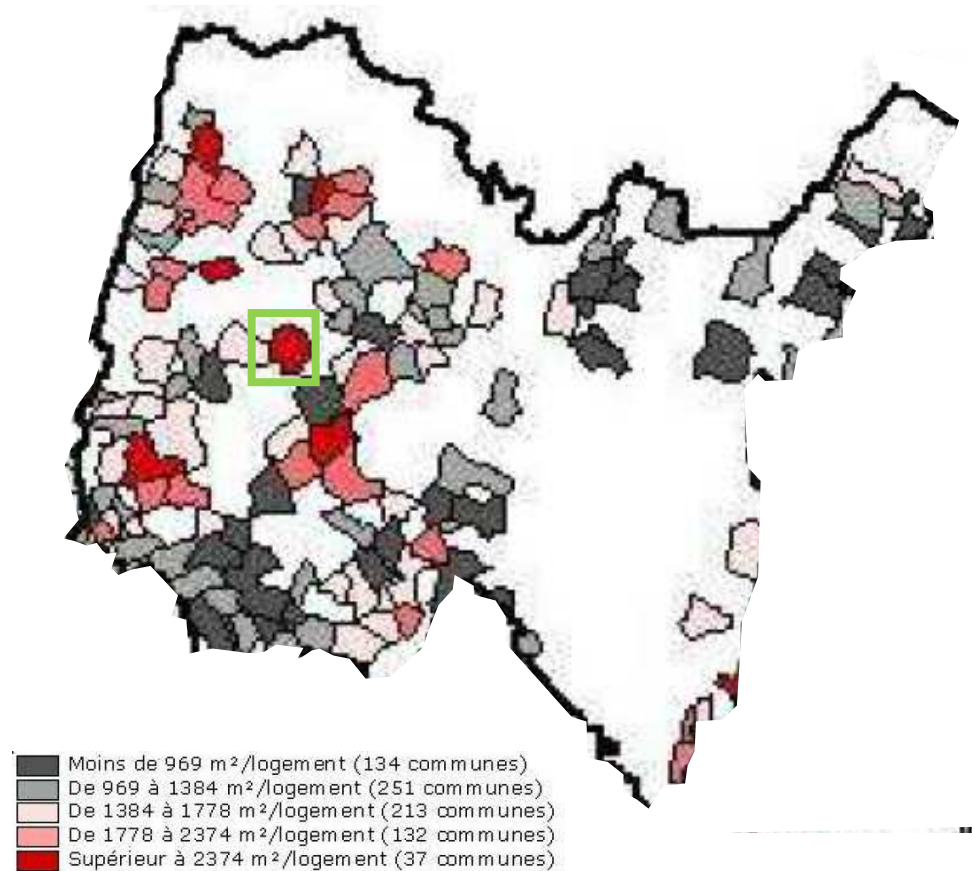 Moins de 969 m²/logement (134 communes)
De 969 à 1384 m²/logement (251 communes)
De 1384 à 1778 m²/logement (213 communes)
De 1778 à 2374 m²/logement (132 communes)
Supérieur à 2374 m²/logement (37 communes)